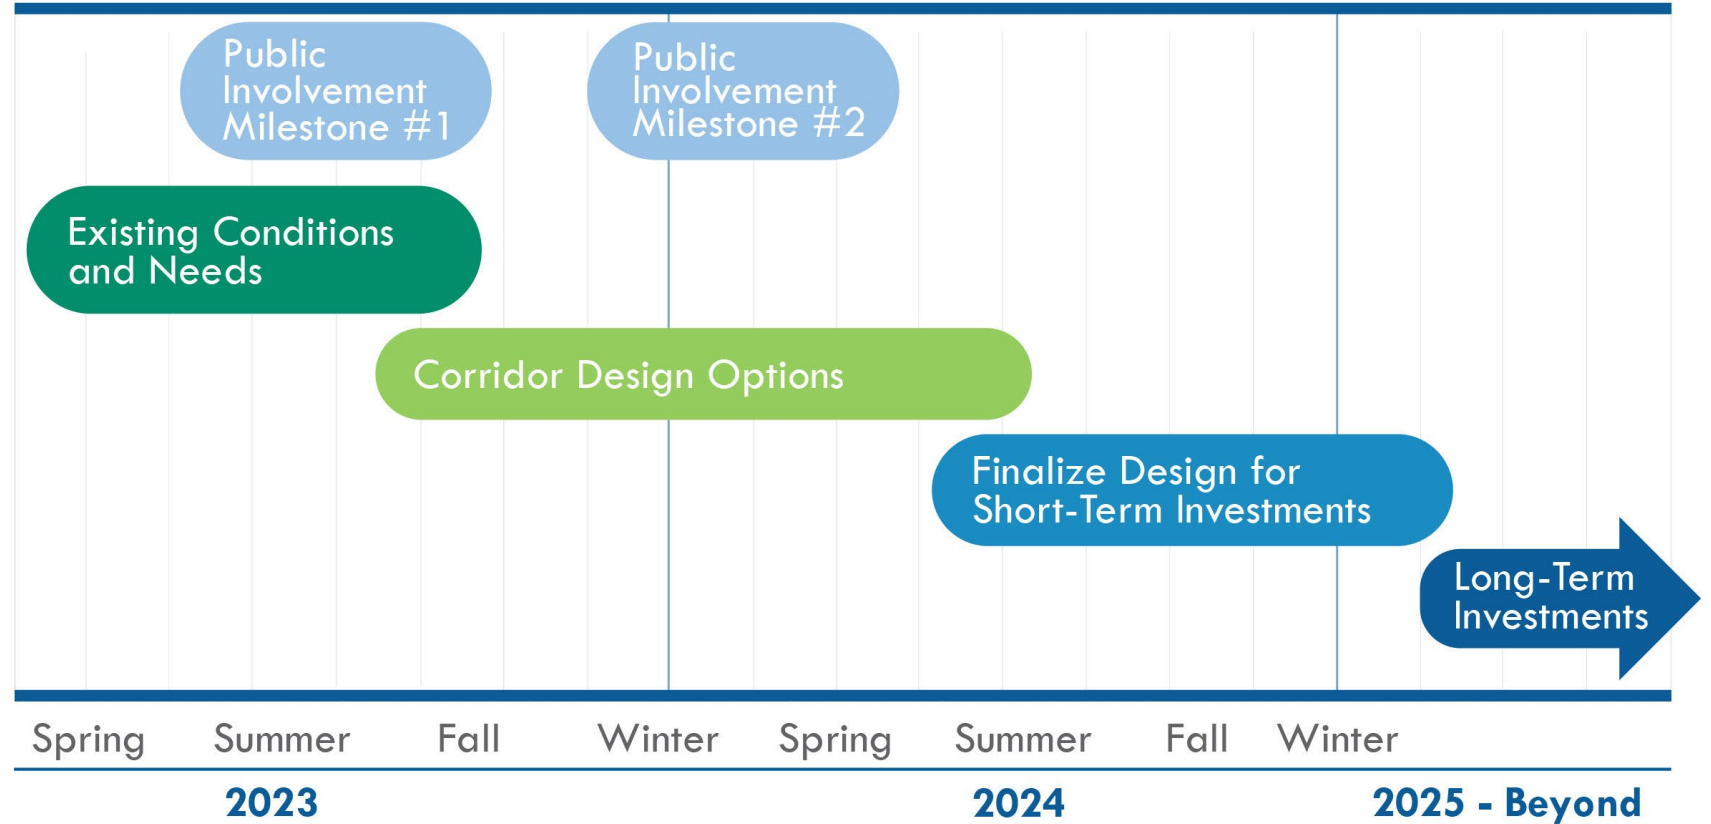 Public
Involvement
Milestone #1
Public
Involvement
Milestone #2
Existing Conditions
and Needs
Corridor Design Options
Finalize Design for
Short-Term Investments
Long-Term
Investments
Spring Summer Fall Winter Spring Summer Fall Winter
2023 2024 2025 - Beyond